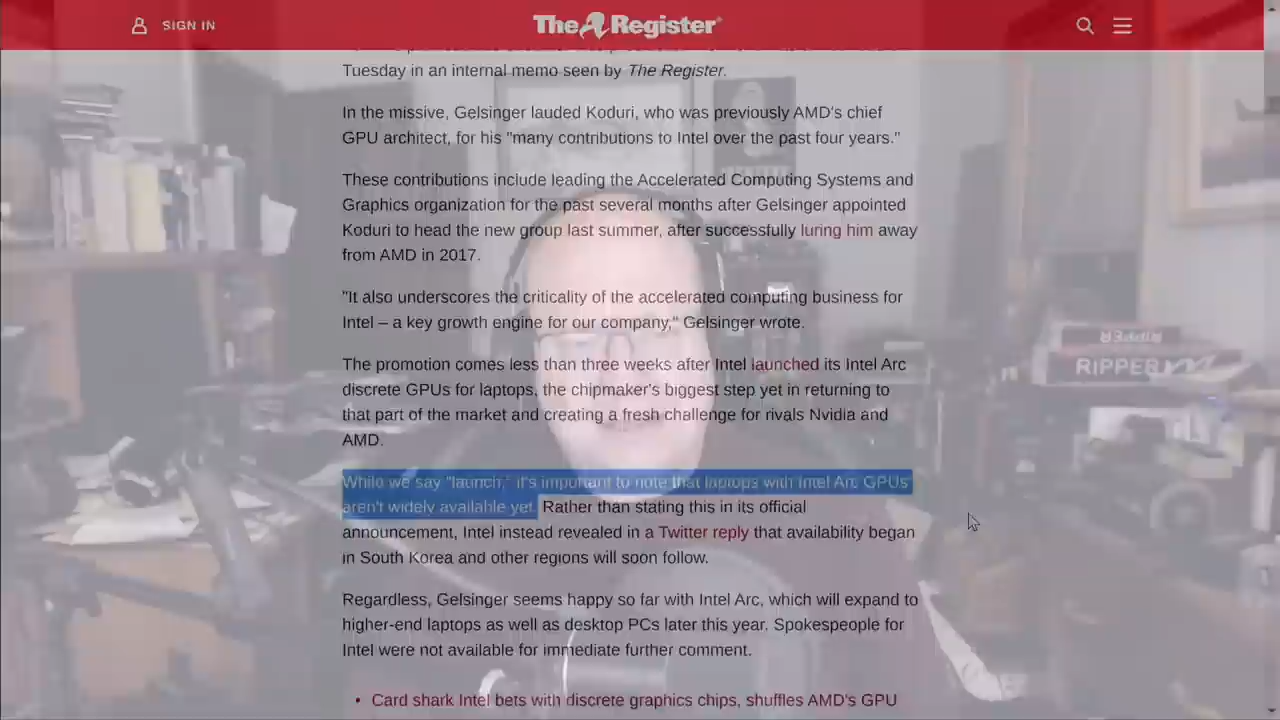 SIGN IN
The Register
Tuesday in an internal memo seen by The Register.
In the missive, Gelsinger lauded Koduri, who was previously AMD's chief
GPU architect, for his "many contributions to Intel over the past four years."
These contributions include leading the Accelerated Computing Systems and
Graphics organization for the past several months after Gelsinger appointed
Koduri to head the new group last summer, after successfully luring him away
from AMD in 2017.
"It also underscores the criticality of the accelerated computing business for
Intel – a key growth engine for our company," Gelsinger wrote.
The promotion comes less than three weeks after Intel launched its Intel Arc
discrete GPUs for laptops, the chipmaker's biggest step yet in returning to
that part of the market and creating a fresh challenge for rivals Nvidia and
AMD.
While we say "launch," it's important to note that laptops with Intel Arc GPUs
aren't widely available yet. Rather than stating this in its official
announcement, Intel instead revealed in a Twitter reply that availability began
in South Korea and other regions will soon follow.
Regardless, Gelsinger seems happy so far with Intel Arc, which will expand to
higher-end laptops as well as desktop PCs later this year. Spokespeople for
Intel were not available for immediate further comment.
• Card shark Intel bets with discrete graphics chips, shuffles AMD's GPU
RIPPER